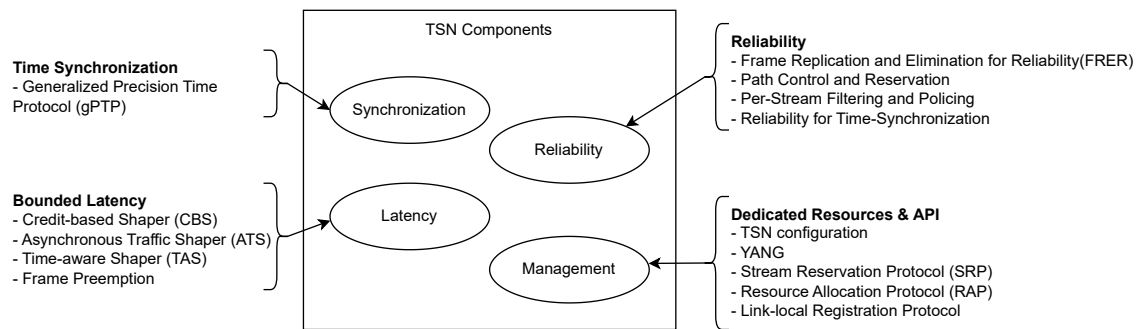 TSN Components
Time Synchronization
- Generalized Precision Time
Protocol (gPTP)
Synchronization
Reliability
- Frame Replication and Elimination for Reliability(FRER)
- Path Control and Reservation
- Per-Stream Filtering and Policing
- Reliability for Time-Synchronization
Reliability
Bounded Latency
- Credit-based Shaper (CBS)
- Asynchronous Traffic Shaper (ATS)
- Time-aware Shaper (TAS)
- Frame Preemption
Latency
Management
Dedicated Resources & API
- TSN configuration
- YANG
- Stream Reservation Protocol (SRP)
- Resource Allocation Protocol (RAP)
- Link-local Registration Protocol